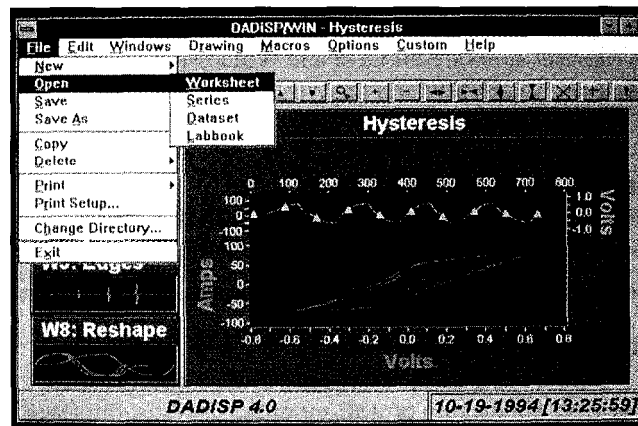 DADiSP/WIN - Hysteresis
File Edit Windows Drawing Macros Options Custom Help
New
Open
Save
Save As
Copy
Delete
Print
Print Setup...
Change Directory...
Exit
Worksheet
Series
Dataset
Labbook
Hysteresis
0 100 200 300 400 500 600 700 800
100
0
-100
1.0
0.0
-1.0
Volts
Amps
50
0
-50
-100
-0.8 -0.6 -0.4 -0.2 0.0 0.2 0.4 0.6 0.8
Volts
W6: Edges
W8: Reshape
DADiSP 4.0
10-19-1994 [13:25:59]